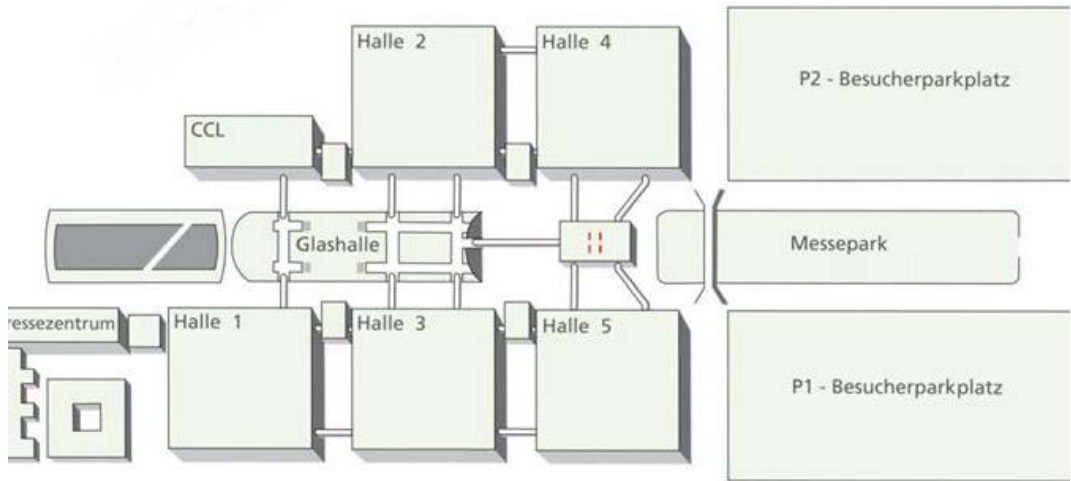 Halle 2
Halle 4
P2 - Besucherparkplatz
CCL
Glashalle
Messepark
ressezentrum
Halle 1
Halle 3
Halle 5
P1 - Besucherparkplatz